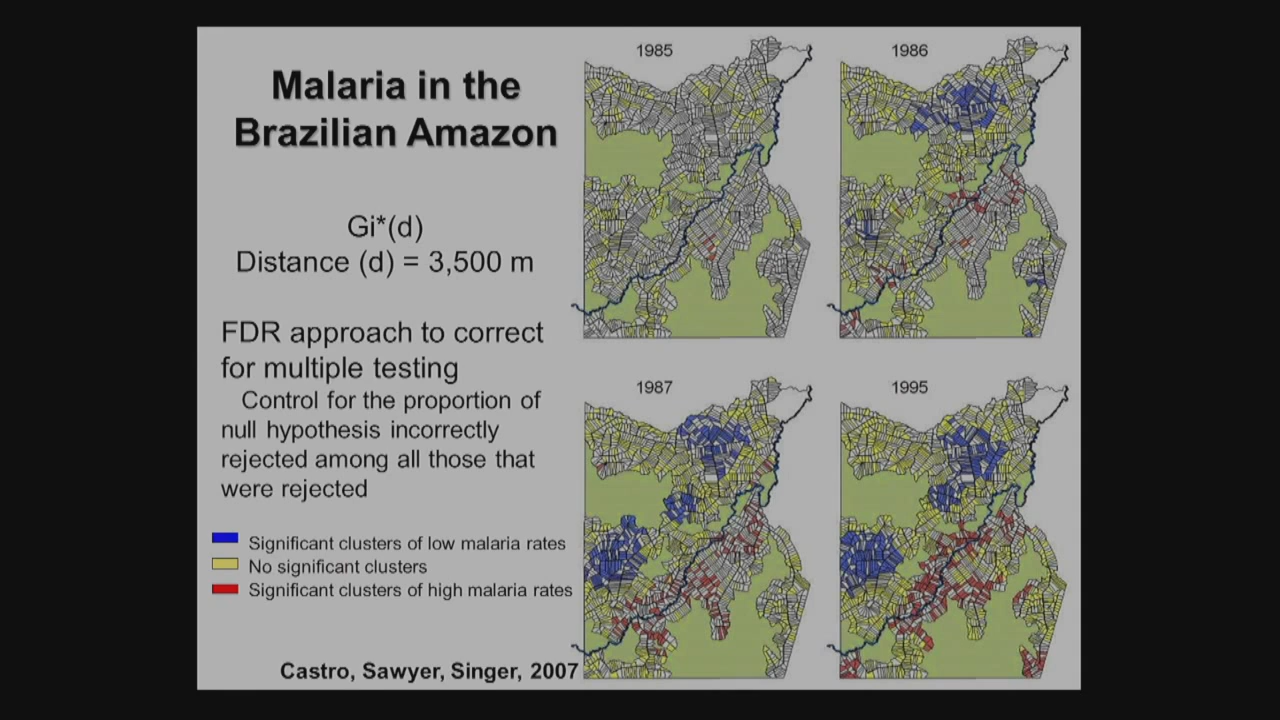 Malaria in the
Brazilian Amazon
Gi*(d)
Distance (d) = 3,500 m
FDR approach to correct
for multiple testing
Control for the proportion of
null hypothesis incorrectly
rejected among all those that
were rejected
Significant clusters of low malaria rates
No significant clusters
Significant clusters of high malaria rates
Castro, Sawyer, Singer, 2007
1985
1986
1987
1995